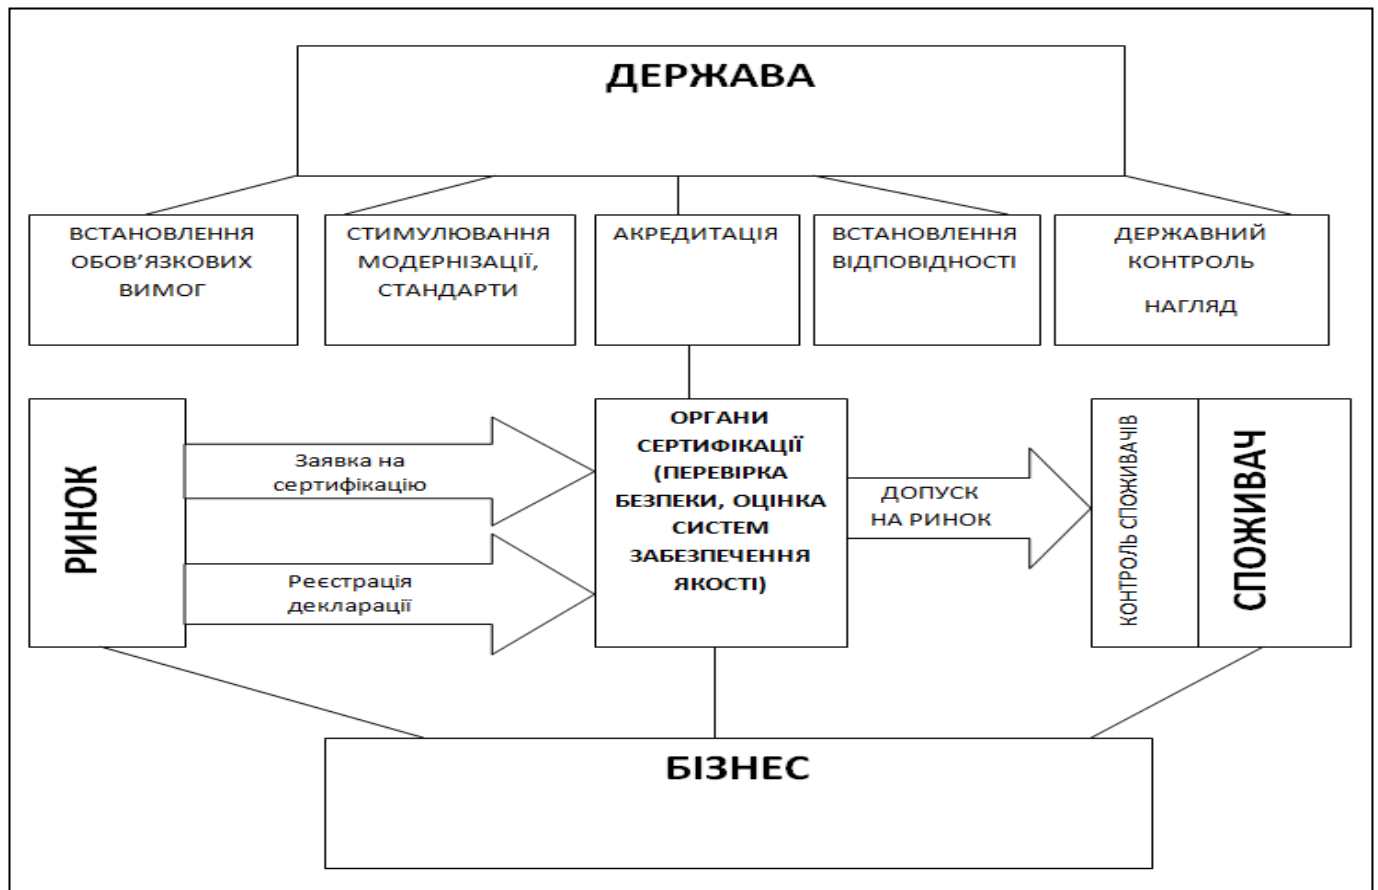 ДЕРЖАВА
ВСТАНОВЛЕННЯ
ОБОВ’ЯЗКОВИХ
ВИМОГ
СТИМУЛЮВАННЯ
МОДЕРНІЗАЦІЇ,
СТАНДАРТИ
АКРЕДИТАЦІЯ
ВСТАНОВЛЕННЯ
ВІДПОВІДНОСТІ
ДЕРЖАВНИЙ
КОНТРОЛЬ
НАГЛЯД
РИНОК
Заявка на
сертифікацію
Реєстрація
декларації
ОРГАНИ
СЕРТИФІКАЦІЇ
(ПЕРЕВІРКА
БЕЗПЕКИ, ОЦІНКА
СИСТЕМ
ЗАБЕЗПЕЧЕННЯ
ЯКОСТІ)
ДОПУСК
НА РИНОК
КОНТРОЛЬ СПОЖИВАЧІВ
СПОЖИВАЧ
БІЗНЕС